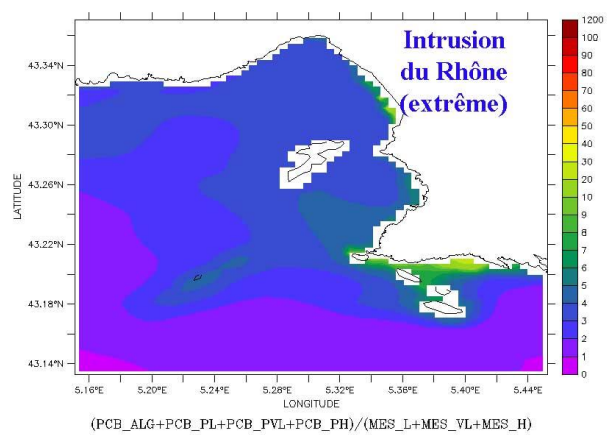 Intrusion
du Rhône
(extrême)
1200
100
90
80
70
60
50
40
30
20
10
9
8
7
6
5
4
3
2
1
0
43.34°N
43.30°N
43.26°N
43.22°N
43.18°N
43.14°N
LATITUDE
5.16°E 5.20°E 5.24°E 5.28°E 5.32°E 5.36°E 5.40°E 5.44°E
LONGITUDE
(PCB_ALG+PCB_PL+PCB_PVL+PCB_PH)/(MES_L+MES_VL+MES_H)